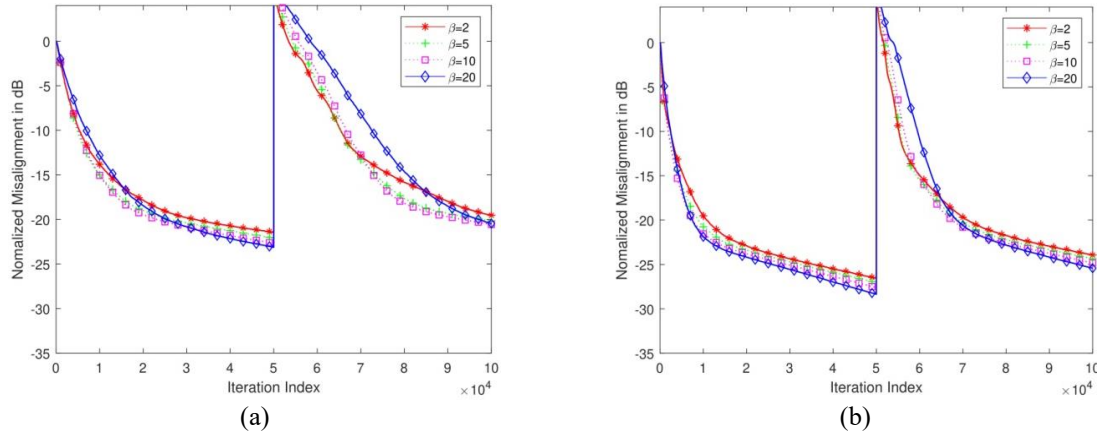 0
-5
-10
-15
-20
-25
-30
-35
Nomalized Misalignment in dB
β=2
β=5
β=10
β=20
0 1 2 3 4 5 6 7 8 9 10
Iteration Index
×10⁴
(a)
0
-5
-10
-15
-20
-25
-30
-35
Nomalized Misalignment in dB
β=2
β=5
β=10
β=20
0 1 2 3 4 5 6 7 8 9 10
Iteration Index
×10⁴
(b)